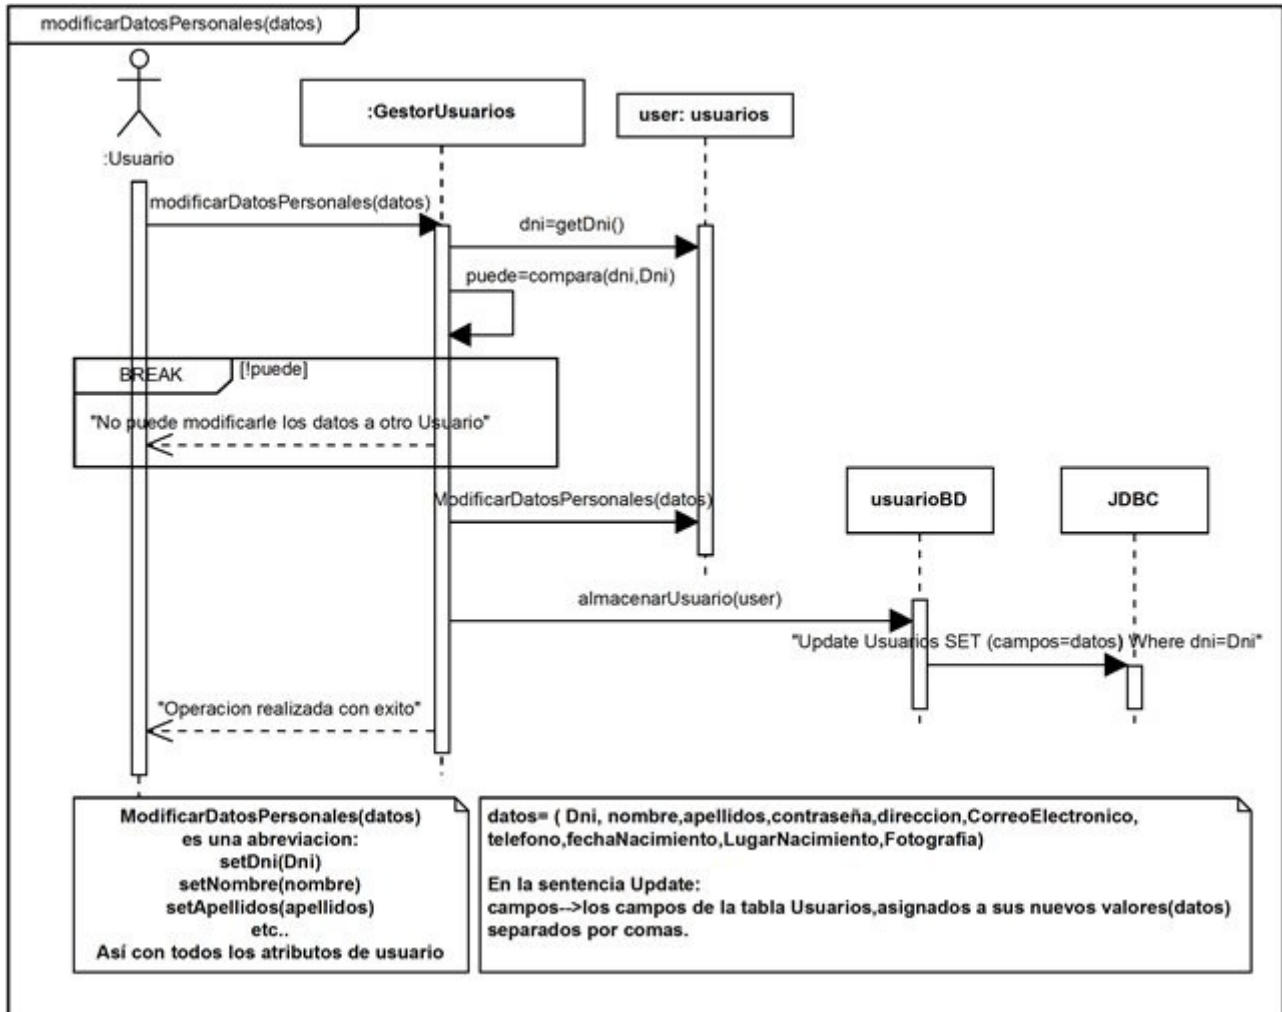 modificarDatosPersonales(datos)
:GestorUsuarios
user: usuarios
:Usuario
modificarDatosPersonales(datos)
dni=getDni()
puede=compara(dni,Dni)
BREAK
[!puede]
"No puede modificarle los datos a otro Usuario"
ModificarDatosPersonales(datos)
usuarioBD
JDBC
almacenarUsuario(user)
"Update Usuarios SET (campos=datos) Where dni=Dni"
"Operacion realizada con exito"
ModificarDatosPersonales(datos)
es una abreviacion:
setDni(Dni)
setNombre(nombre)
setApellidos(apellidos)
etc..
Así con todos los atributos de usuario
datos= ( Dni, nombre,apellidos,contraseña,direccion,CorreoElectronico,
telefono,fechaNacimiento,LugarNacimiento,Fotografia)
En la sentencia Update:
campos-->los campos de la tabla Usuarios,asignados a sus nuevos valores(datos)
separados por comas.